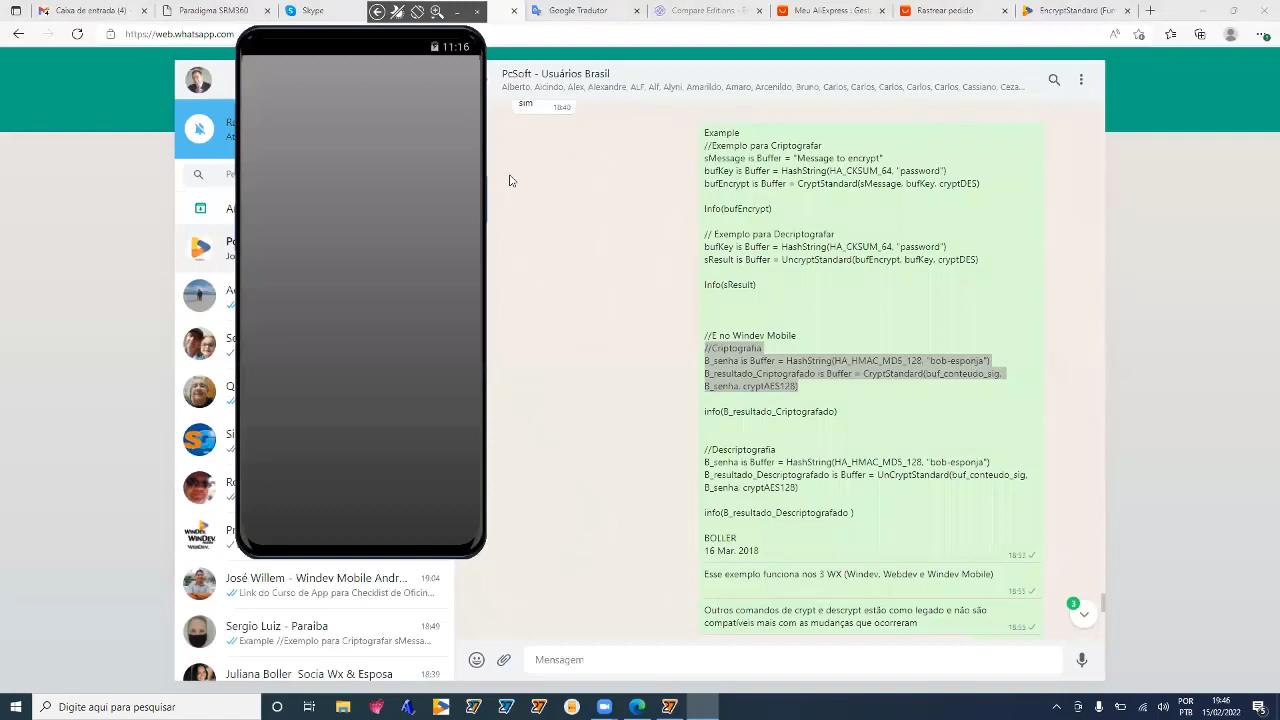 Caixa de entrada (4) -
Paradigma SRM360
Skype
Google Tradutor
Compare Editions -
Meu AliExpress : Ges
Rastrear pedido
EncryptStandard (Fun
https://web.whatsapp.com
11:16
PcSoft - Usuários Brasil
Alberto, Alcindo, Alex, Alexandre, ALF, Alf, Alyni, Amarildo, Amaro, Arcenildo, Bruno, Carlos, Carlos, Carlos, Carlos, Carlos, Cassiano, Ceza...
sim
18:40
Example
//Exemplo para Criptografar
sMessage is Buffer = "Message to encrypt"
bufKey is Buffer = HashString(HA_CKSUM_64, "password")
bufEncrypt is Buffer = CryptStandard(sMessage, bufKey, cryptDES)
Info(bufEncrypt)
// Exemplo para Decriptografar
bufKey is Buffer = HashString(HA_CKSUM_64, "password")
sResult is Buffer = UncryptStandard(bufEncrypt, bufKey, cryptDES)
Info(sResult)
//E no Windev Mobile
//Criptografia
B_senha is Buffer = HashString(HA_HMAC_MD5_128, "bob-esponja")
B_resultado_Criptografado is Buffer = CryptStandard(buf_conteudo_sig,
B_senha, cryptAES128)
info(B_resultado_Criptografado)
//Descriptografia
B_senha is Buffer = HashString(HA_HMAC_MD5_128, "bob-esponja")
B_resultado_Descriptografado is Buffer = UnCryptStandard(buf_conteudo_sig,
B_senha, cryptAES128)
info(B_resultado_Descriptografado )
BOLLER
16 Mar. 2018
18:53
Esse exemplo funciona nos 3 WX (Windev, Webdev e Windev Mobile)
18:55
Outros comandos de crypt e descrypt estão como legado e não são
compatíveis mais com as mudanças que ocorreram
18:55
3
José Willem - Windev Mobile Andr...
19:04
Link do Curso de App para Checklist de Oficin...
Sergio Luiz - Paraiba
18:49
Example //Exemplo para Criptografar sMessa...
Juliana Boller Socia Wx & Esposa
18:39
Mensagem
Digite aqui para pesquisar
POR
PTB
19:46
15/02/2022